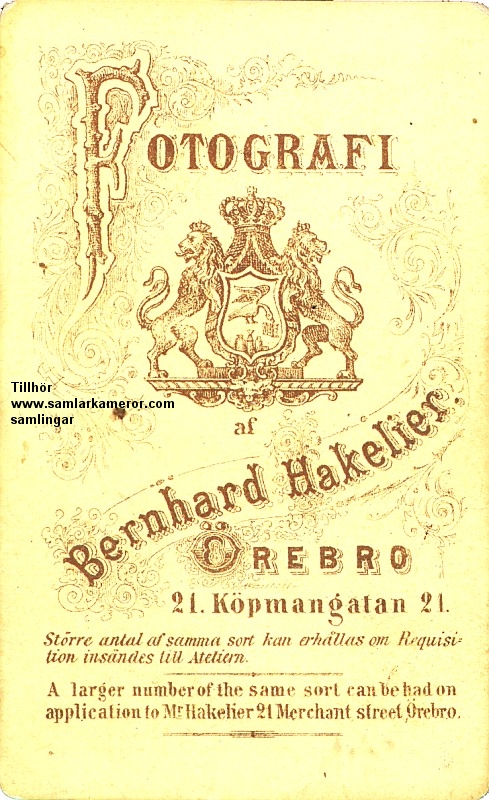 FOTOGRAFI
Tillhör
www.samlarkameror.com
samlingar
af
Bernhard Hakelier.
ÖREBRO
21. Köpmangatan 21.
Större antal af samma sort kan erhållas om Requisi-
tion insändes till Ateliern.
A larger number of the same sort can be had on
application to Mr Hakelier 21 Merchant street, Örebro.